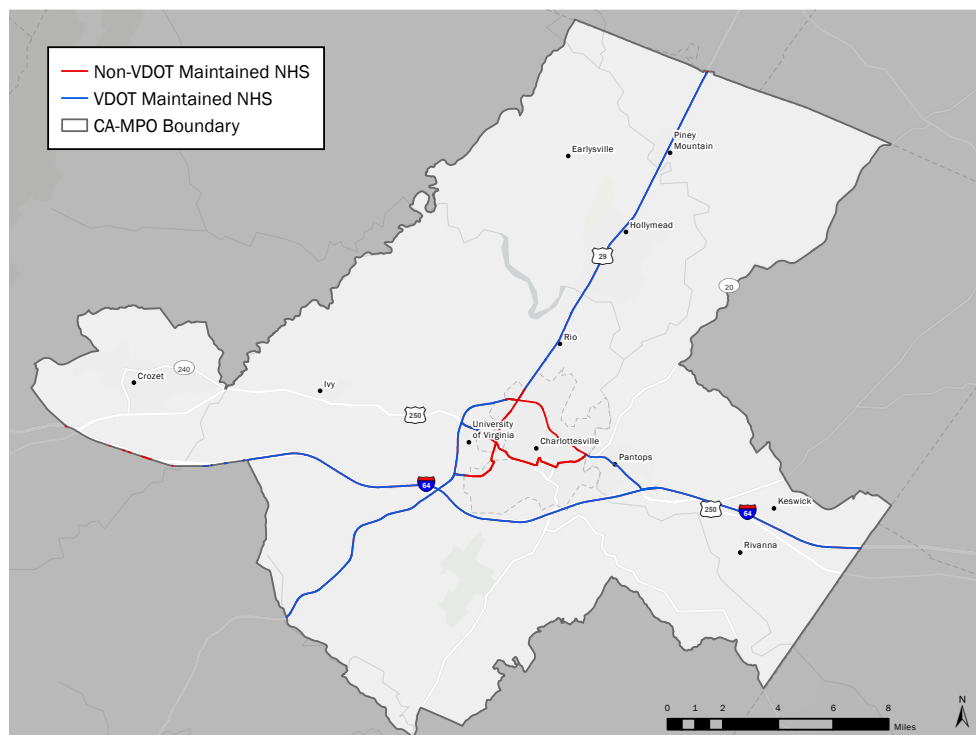 Non-VDOT Maintained NHS
VDOT Maintained NHS
CA-MPO Boundary
Piney
Mountain
Earlysville
Hollymead
29
20
Rio
240
Crozet
Ivy
250
University
of Virginia
Charlottesville
Pantops
64
250
64
Keswick
Rivanna
0 1 2 4 6 8
Miles
N